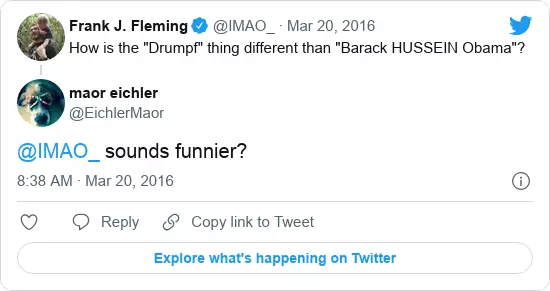 Frank J. Fleming @IMAO_ · Mar 20, 2016
How is the "Drumpf" thing different than "Barack HUSSEIN Obama"?
maor eichler
@EichlerMaor
@IMAO_ sounds funnier?
8:38 AM · Mar 20, 2016
Reply Copy link to Tweet
Explore what's happening on Twitter